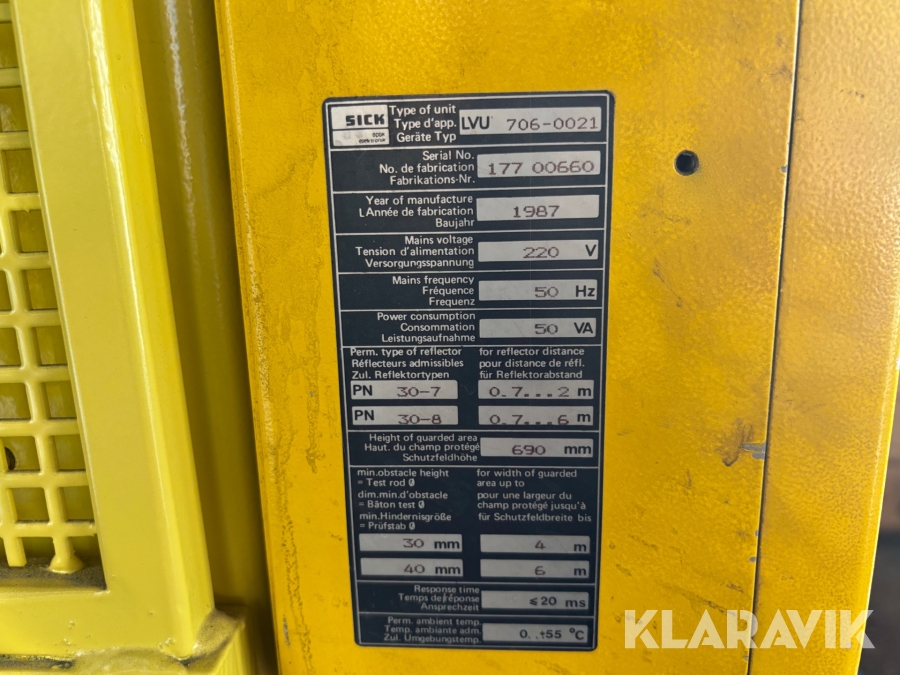 SICK
optik
elektronik
Type of unit
Type d'app.
Geräte Typ
LVU 706-0021
Serial No.
No. de fabrication
Fabrikations-Nr.
177 00660
Year of manufacture
LAnnée de fabrication
Baujahr
1987
Mains voltage
Tension d'alimentation
Versorgungsspannung
220 V
Mains frequency
Fréquence
Frequenz
50 Hz
Power consumption
Consommation
Leistungsaufnahme
50 VA
Perm. type of reflector
Réflecteurs admissibles
Zul. Reflektortypen
for reflector distance
pour distance de réfl.
für Reflektorabstand
PN 30-7 0.7...2 m
PN 30-8 0.7...6 m
Height of guarded area
Haut. du champ protégé
Schutzfeldhöhe
690 mm
min.obstacle height
= Test rod Ø
dim.min.d'obstacle
= Bâton test Ø
min.Hindernisgröße
= Prüfstab Ø
for width of guarded
area up to
pour une largeur du
champ protégé jusqu'à
für Schutzfeldbreite bis
30 mm 4 m
40 mm 6 m
Response time
Temps de réponse
Ansprechzeit
≤20 ms
Perm. ambient temp.
Temp. ambiante adm.
Zul. Umgebungstemp.
0..+55 °C
KLARAVIK